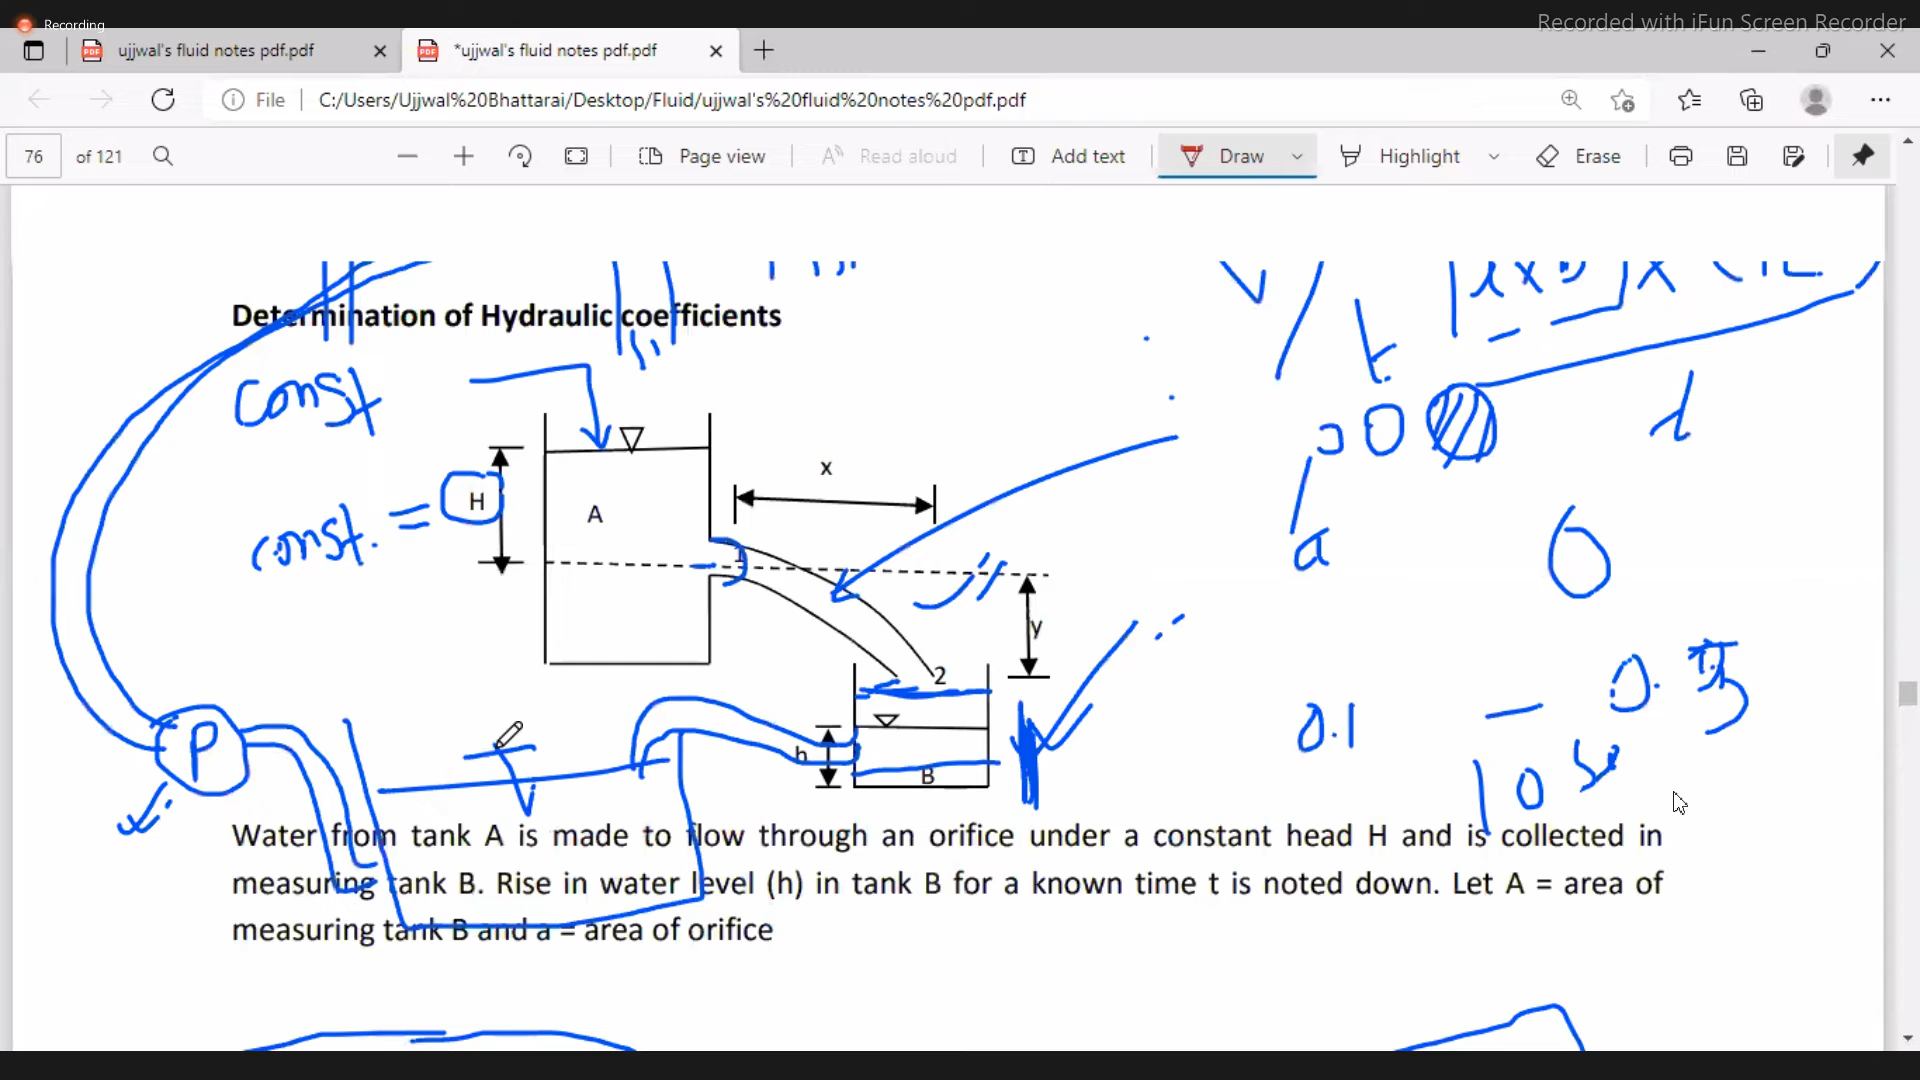 Recording
Recorded with iFun Screen Recorder
ujjwal's fluid notes pdf.pdf
*ujjwal's fluid notes pdf.pdf
File
C:/Users/Ujjwal%20Bhattarai/Desktop/Fluid/ujjwal's%20fluid%20notes%20pdf.pdf
76 of 121
Page view
Read aloud
Add text
Draw
Highlight
Erase
Determination of Hydraulic coefficients
t
const
x
H
A
const. =
a
1
y
2
P
h
B
0.1
10
Water from tank A is made to flow through an orifice under a constant head H and is collected in
measuring tank B. Rise in water level (h) in tank B for a known time t is noted down. Let A = area of
measuring tank B and a = area of orifice